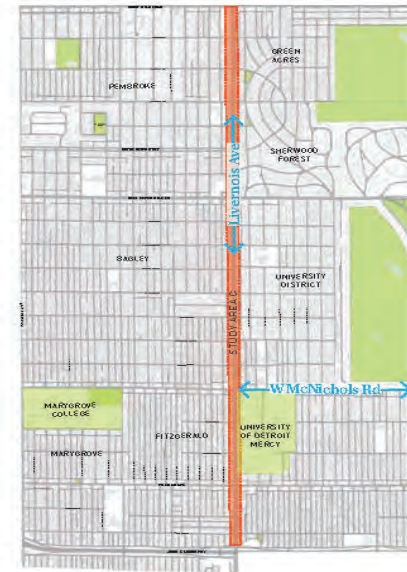 GREEN
ACRES
PEMBROKE
Livernois Ave
SHERWOOD
FOREST
BAGLEY
UNIVERSITY
DISTRICT
STUDY AREA C
W McNichols Rd
MARYGROVE
COLLEGE
FITZGERALD
UNIVERSITY
OF DETROIT
MERCY
MARYGROVE